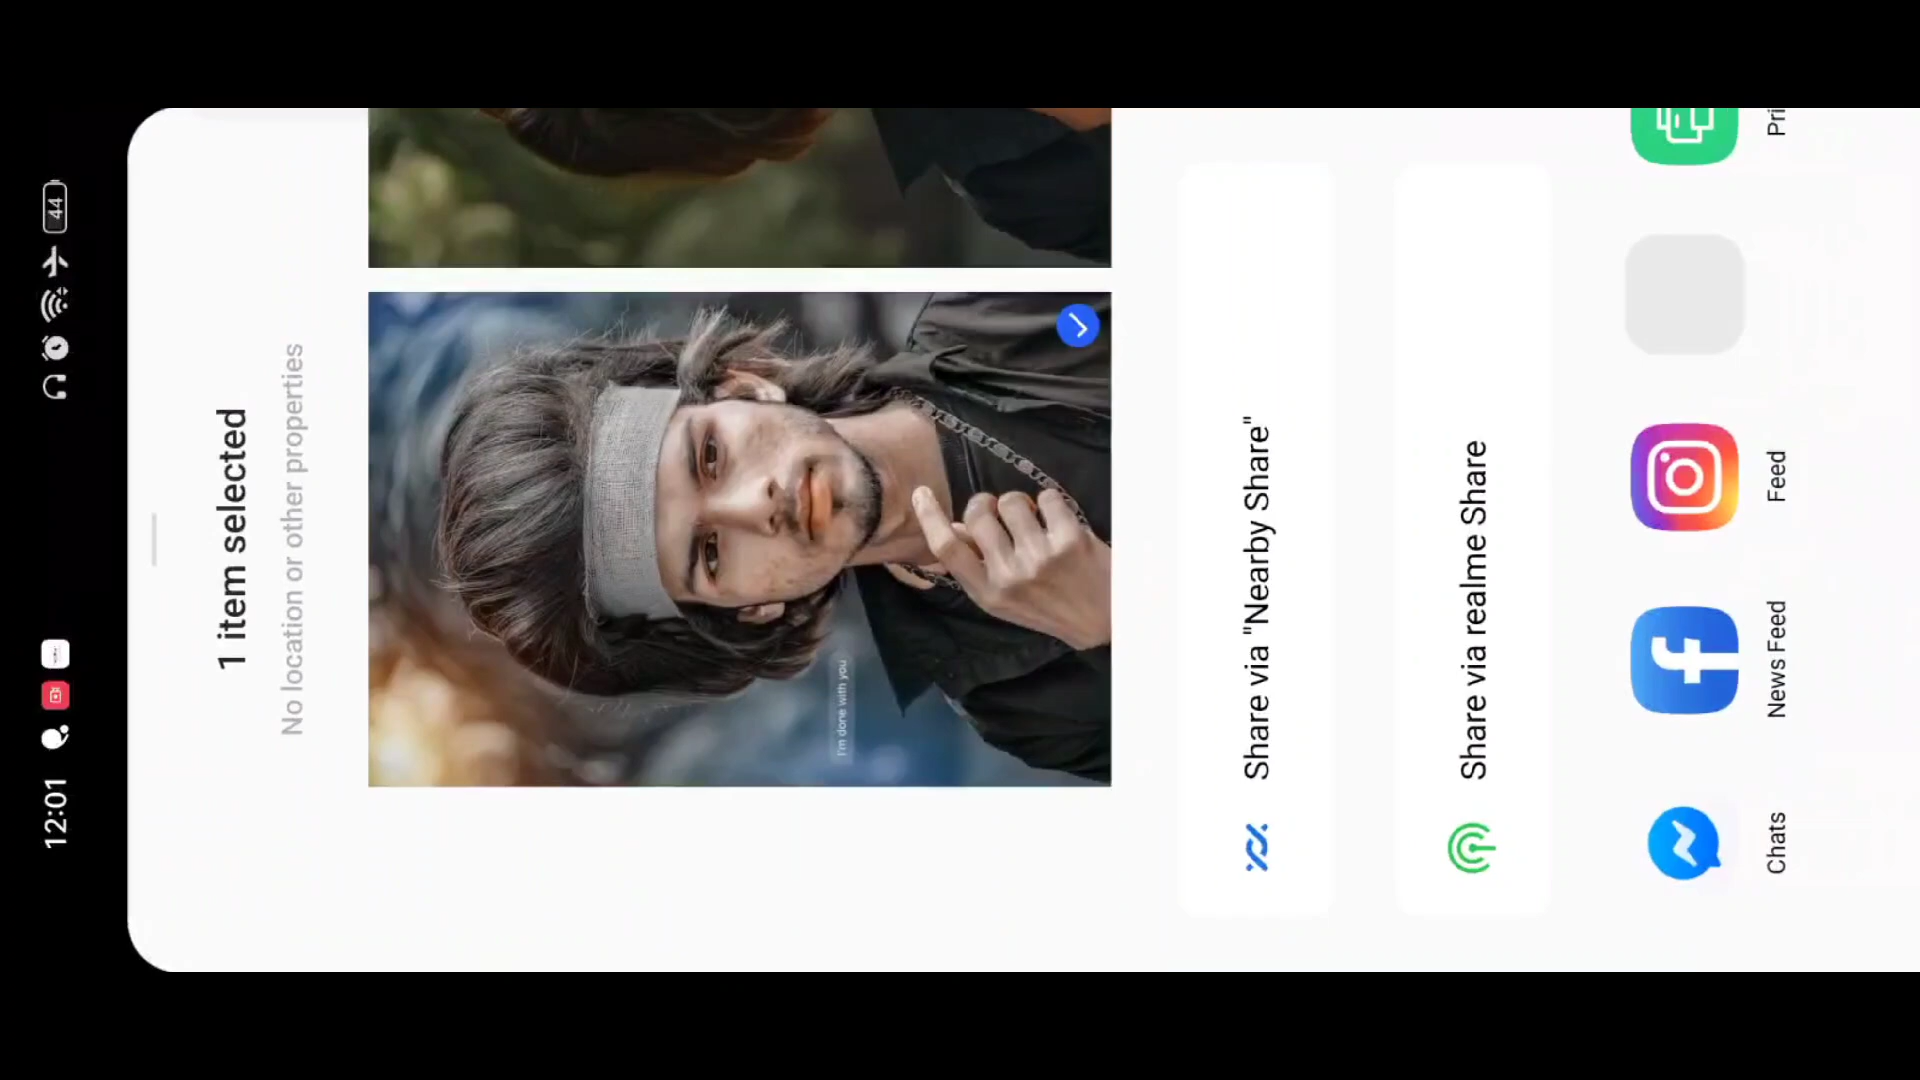 12:01
44
1 item selected
No location or other properties
I'm done with you
Share via "Nearby Share"
Share via realme Share
Chats
News Feed
Feed
Pri